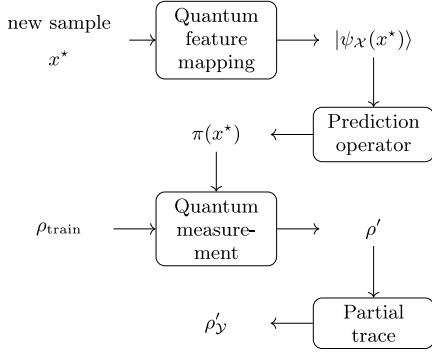 new sample
x⋆
Quantum
feature
mapping
|ψ𝒳(x⋆)⟩
Prediction
operator
π(x⋆)
ρtrain
Quantum
measure-
ment
ρ′
Partial
trace
ρ′𝒴